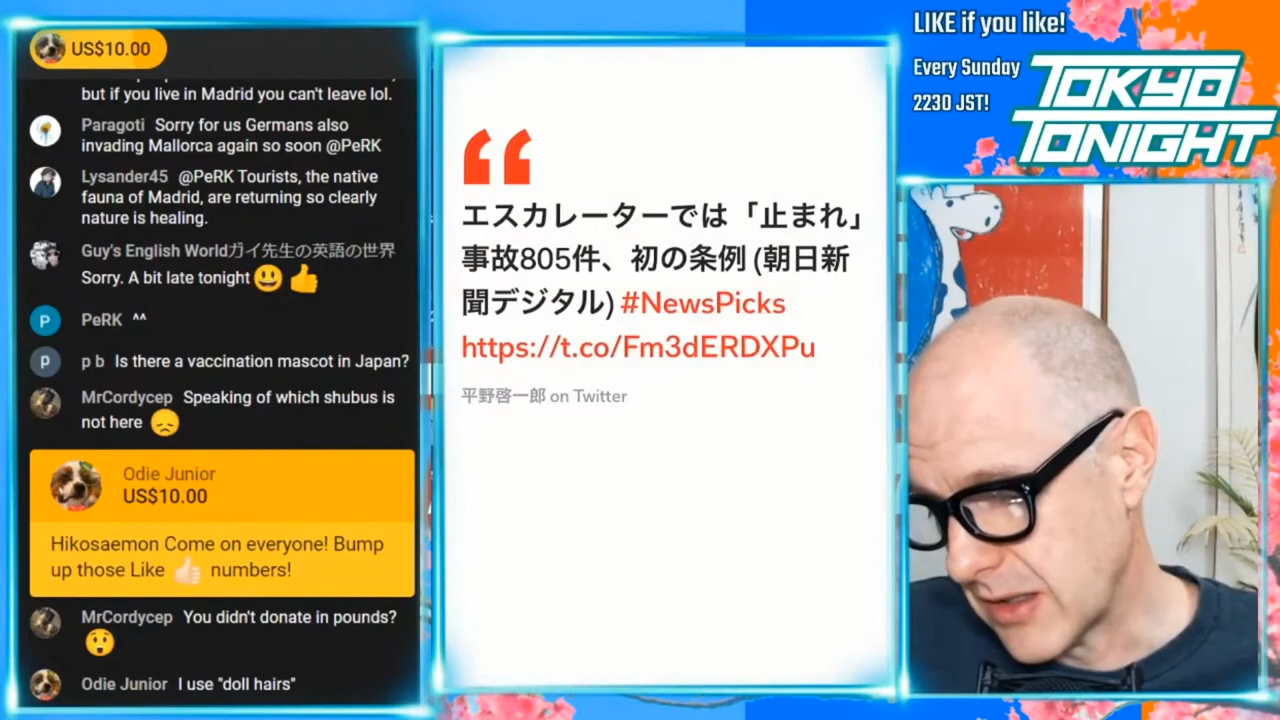 US$10.00
but if you live in Madrid you can't leave lol.
Paragoti Sorry for us Germans also
invading Mallorca again so soon @PeRK
Lysander45 @PeRK Tourists, the native
fauna of Madrid, are returning so clearly
nature is healing.
Guy's English Worldガイ先生の英語の世界
Sorry. A bit late tonight 😃 👍
P
PeRK ^^
p
p b Is there a vaccination mascot in Japan?
MrCordycep Speaking of which shubus is
not here 😞
Odie Junior
US$10.00
Hikosaemon Come on everyone! Bump
up those Like 👍 numbers!
MrCordycep You didn't donate in pounds?
😲
Odie Junior I use "doll hairs"
“
エスカレーターでは「止まれ」
事故805件、初の条例 (朝日新
聞デジタル) #NewsPicks
https://t.co/Fm3dERDXPu
平野啓一郎 on Twitter
LIKE if you like!
Every Sunday
2230 JST!
TOKYO
TONIGHT